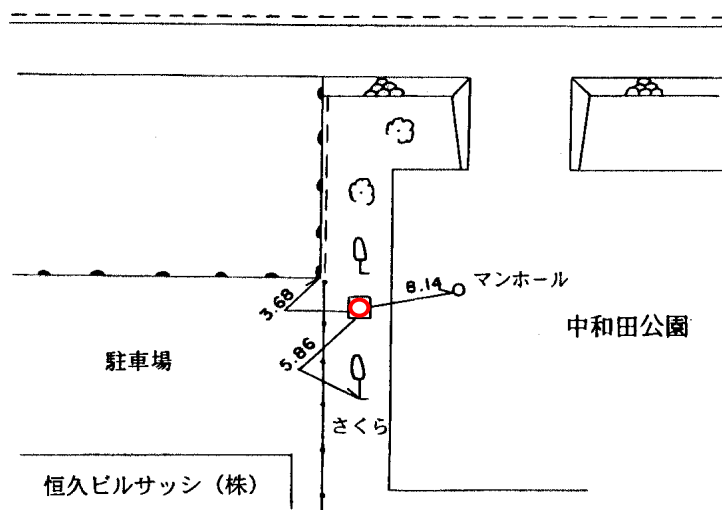 8.14
マンホール
3.68
中和田公園
5.86
駐車場
さくら
恒久ビルサッシ（株）